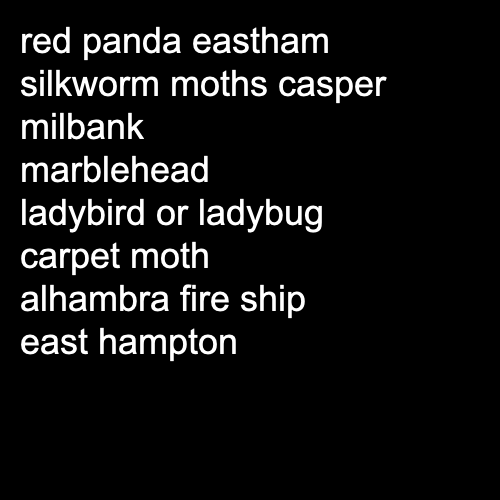 red panda eastham
silkworm moths casper
milbank
marblehead
ladybird or ladybug
carpet moth
alhambra fire ship
east hampton